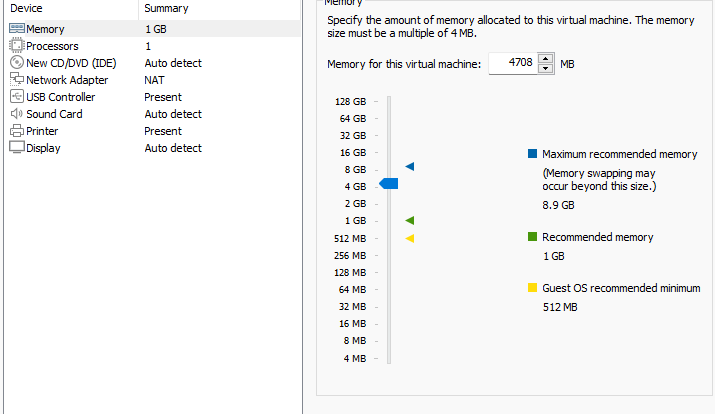 Device Summary
Memory 1 GB
Processors 1
New CD/DVD (IDE) Auto detect
Network Adapter NAT
USB Controller Present
Sound Card Auto detect
Printer Present
Display Auto detect
Memory
Specify the amount of memory allocated to this virtual machine. The memory
size must be a multiple of 4 MB.
Memory for this virtual machine: 4708 MB
128 GB
64 GB
32 GB
16 GB
8 GB
4 GB
2 GB
1 GB
512 MB
256 MB
128 MB
64 MB
32 MB
16 MB
8 MB
4 MB
Maximum recommended memory
(Memory swapping may
occur beyond this size.)
8.9 GB
Recommended memory
1 GB
Guest OS recommended minimum
512 MB